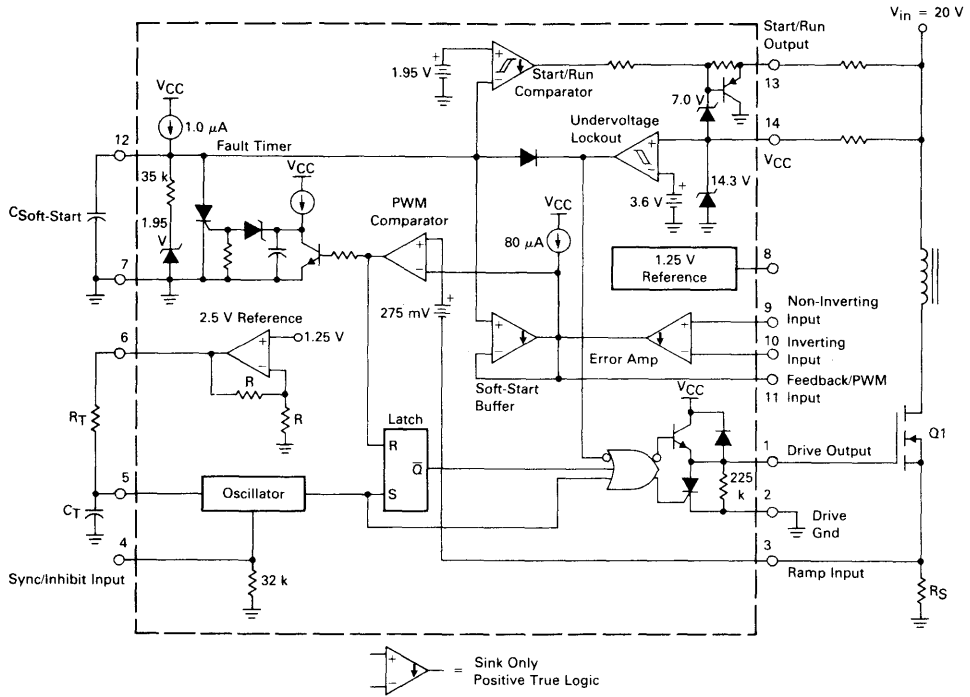 Vin = 20 V
Start/Run
Output
13
1.95 V
+
+
−
Start/Run
Comparator
7.0 V
14
VCC
Undervoltage
Lockout
+
−
3.6 V
+
14.3 V
VCC
1.0 µA
12
Fault Timer
35 k
CSoft-Start
1.95
V
7
VCC
PWM
Comparator
+
−
275 mV
+
VCC
80 µA
1.25 V
Reference
8
Non-Inverting
9
Input
10 Inverting
Input
Feedback/PWM
11 Input
+
−
Error Amp
+
−
Soft-Start
Buffer
2.5 V Reference
6
1.25 V
+
−
R
R
RT
Latch
R
Q
S
VCC
1
Drive Output
Q1
225
k
2
Drive
Gnd
3
Ramp Input
RS
5
Oscillator
CT
4
Sync/Inhibit Input
32 k
+
−
= Sink Only
Positive True Logic